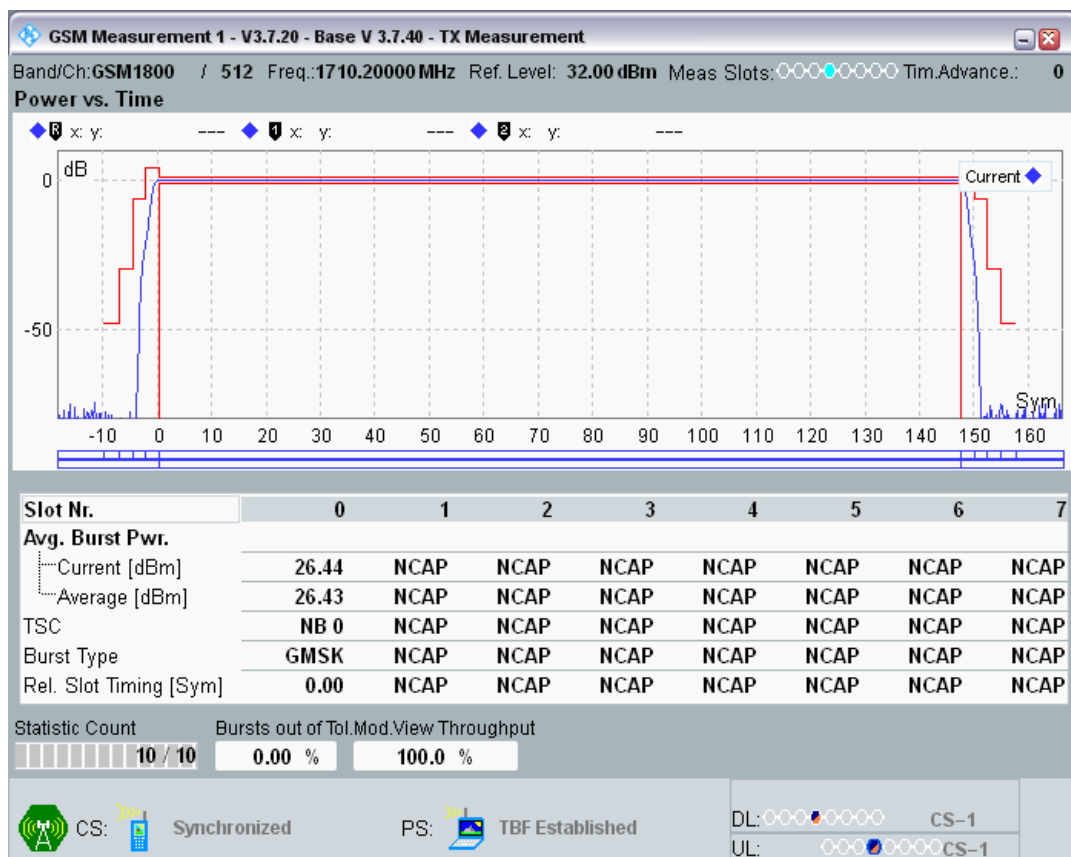 GSM Measurement 1 - V3.7.20 - Base V 3.7.40 - TX Measurement
Band/Ch:GSM1800 / 512 Freq.:1710.20000 MHz Ref. Level: 32.00 dBm Meas Slots: Tim.Advance.: 0
Power vs. Time
R x: y: --- 1 x: y: --- 2 x: y: ---
dB
Current
0
-50
Sym
-10 0 10 20 30 40 50 60 70 80 90 100 110 120 130 140 150 160
Slot Nr. 0 1 2 3 4 5 6 7
Avg. Burst Pwr.
Current [dBm] 26.44 NCAP NCAP NCAP NCAP NCAP NCAP NCAP
Average [dBm] 26.43 NCAP NCAP NCAP NCAP NCAP NCAP NCAP
TSC NB 0 NCAP NCAP NCAP NCAP NCAP NCAP NCAP
Burst Type GMSK NCAP NCAP NCAP NCAP NCAP NCAP NCAP
Rel. Slot Timing [Sym] 0.00 NCAP NCAP NCAP NCAP NCAP NCAP NCAP
Statistic Count Bursts out of Tol.Mod.View Throughput
10 / 10 0.00 % 100.0 %
CS: Synchronized PS: TBF Established
DL: CS-1
UL: CS-1